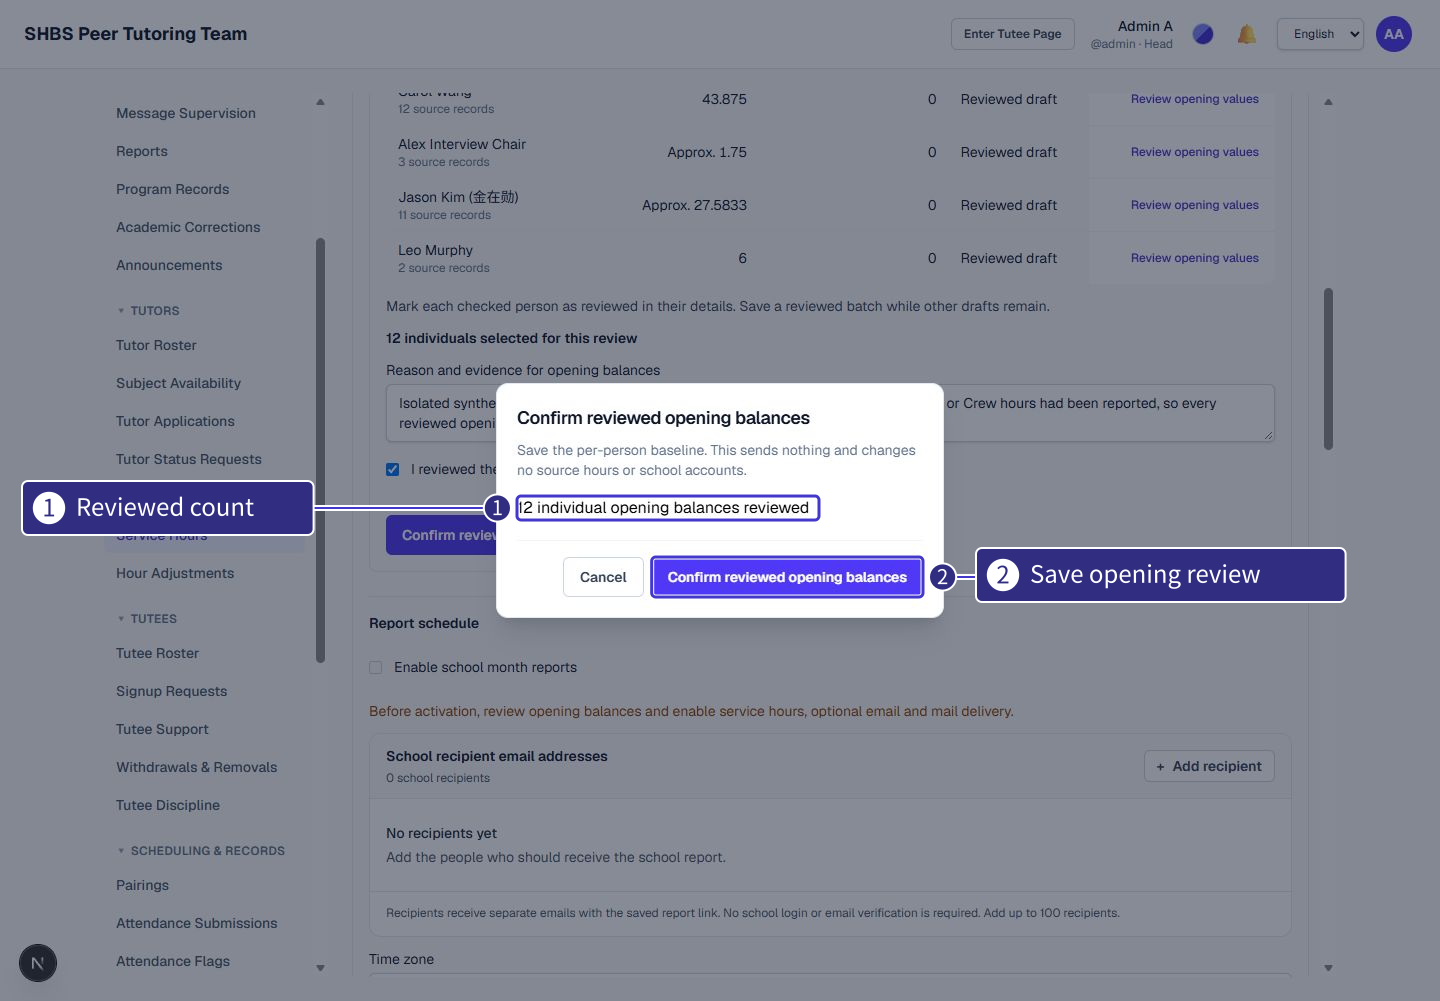 SHBS Peer Tutoring Team
Enter Tutee Page
Admin A
@admin · Head
English
AA
Message Supervision
Reports
Program Records
Academic Corrections
Announcements
TUTORS
Tutor Roster
Subject Availability
Tutor Applications
Tutor Status Requests
Service Hours
Hour Adjustments
TUTEES
Tutee Roster
Signup Requests
Tutee Support
Withdrawals & Removals
Tutee Discipline
SCHEDULING & RECORDS
Pairings
Attendance Submissions
Attendance Flags
N
Carol Wang 43.875 0 Reviewed draft Review opening values
12 source records
Alex Interview Chair Approx. 1.75 0 Reviewed draft Review opening values
3 source records
Jason Kim (金在勋) Approx. 27.5833 0 Reviewed draft Review opening values
11 source records
Leo Murphy 6 0 Reviewed draft Review opening values
2 source records
Mark each checked person as reviewed in their details. Save a reviewed batch while other drafts remain.
12 individuals selected for this review
Reason and evidence for opening balances
Isolated synthe or Crew hours had been reported, so every
reviewed openi
I reviewed the
Confirm review
Confirm reviewed opening balances
Save the per-person baseline. This sends nothing and changes
no source hours or school accounts.
1 Reviewed count
1
12 individual opening balances reviewed
Cancel
Confirm reviewed opening balances
2
2 Save opening review
Report schedule
Enable school month reports
Before activation, review opening balances and enable service hours, optional email and mail delivery.
School recipient email addresses
0 school recipients
+ Add recipient
No recipients yet
Add the people who should receive the school report.
Recipients receive separate emails with the saved report link. No school login or email verification is required. Add up to 100 recipients.
Time zone